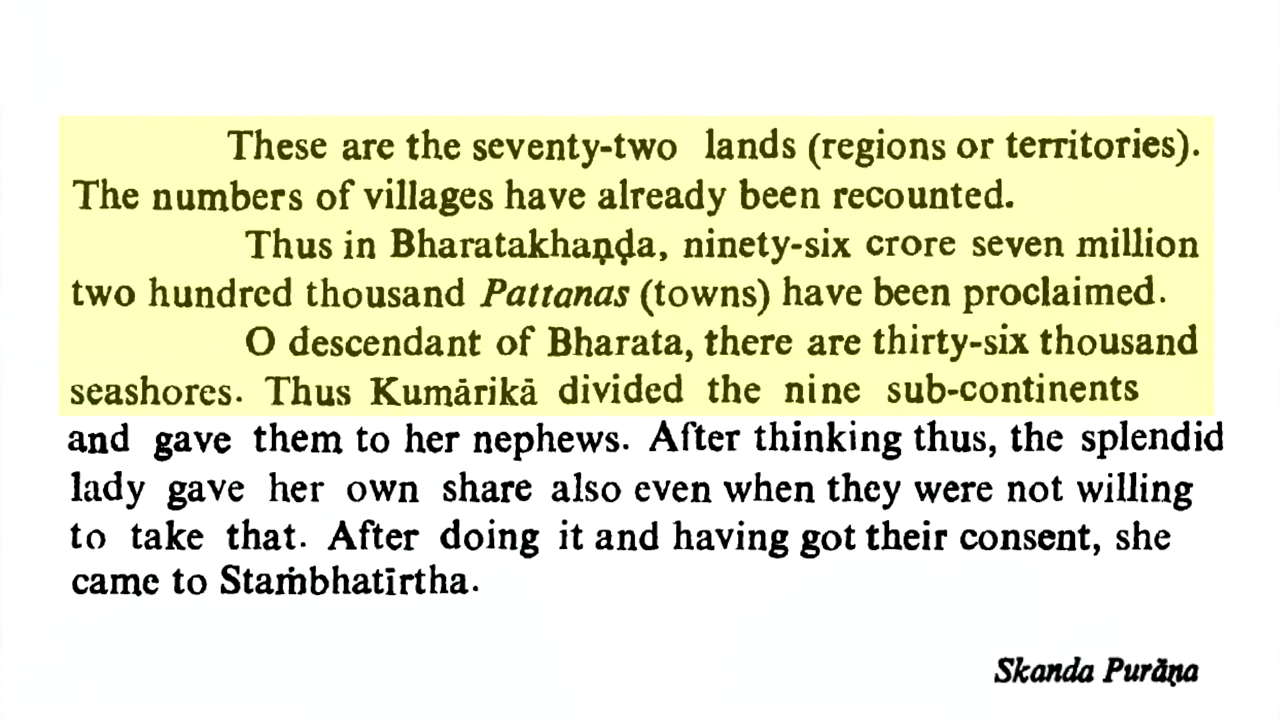 These are the seventy-two lands (regions or territories).
The numbers of villages have already been recounted.
Thus in Bharatakhaṇḍa, ninety-six crore seven million
two hundred thousand Pattanas (towns) have been proclaimed.
O descendant of Bharata, there are thirty-six thousand
seashores. Thus Kumārikā divided the nine sub-continents
and gave them to her nephews. After thinking thus, the splendid
lady gave her own share also even when they were not willing
to take that. After doing it and having got their consent, she
came to Staṁbhatīrtha.
Skanda Purāṇa